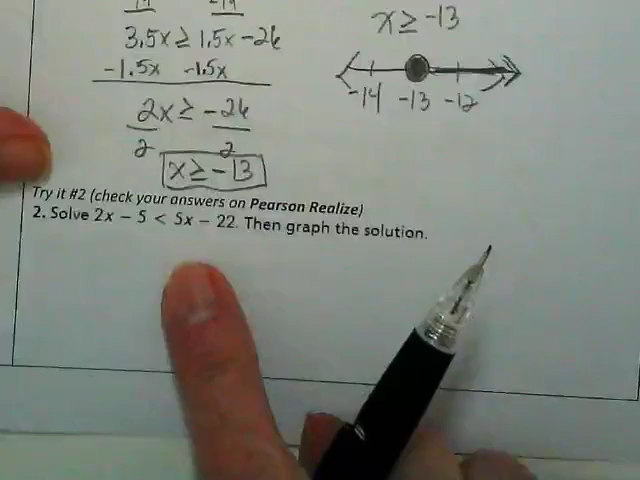 3.5x ≥ 1.5x -26
-1.5x -1.5x
2x ≥ -26
2 2
x ≥ -13
x ≥ -13
-14 -13 -12
Try it #2 (check your answers on Pearson Realize)
2. Solve 2x – 5 < 5x – 22. Then graph the solution.